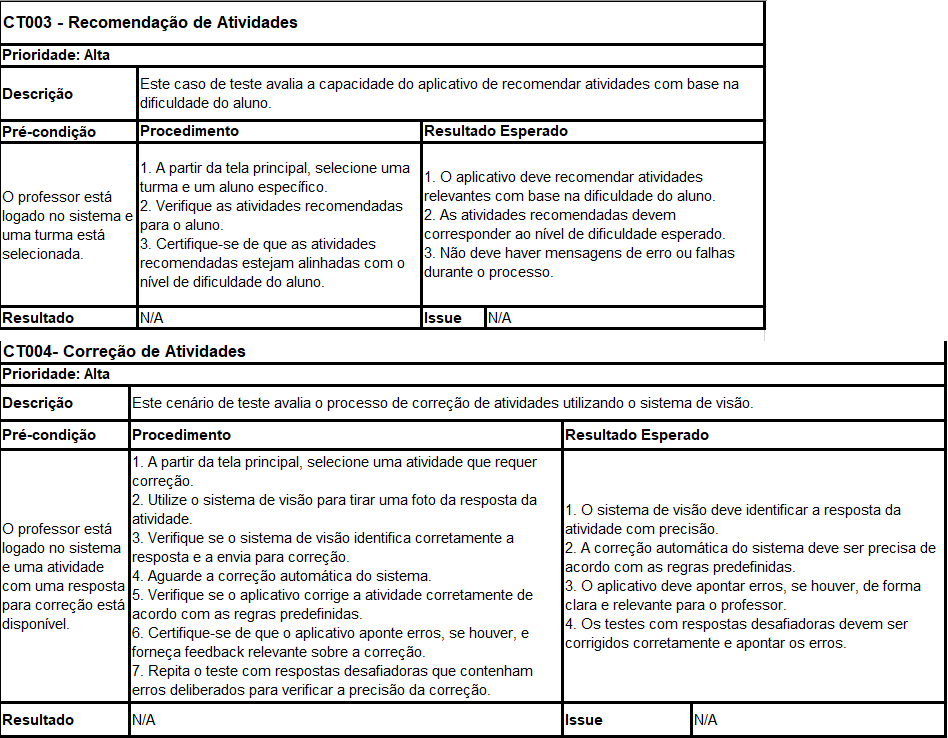 CT003 - Recomendação de Atividades
Prioridade: Alta
Descrição
Este caso de teste avalia a capacidade do aplicativo de recomendar atividades com base na
dificuldade do aluno.
Pré-condição
Procedimento
Resultado Esperado
O professor está
logado no sistema e
uma turma está
selecionada.
1. A partir da tela principal, selecione uma
turma e um aluno específico.
2. Verifique as atividades recomendadas
para o aluno.
3. Certifique-se de que as atividades
recomendadas estejam alinhadas com o
nível de dificuldade do aluno.
1. O aplicativo deve recomendar atividades
relevantes com base na dificuldade do aluno.
2. As atividades recomendadas devem
corresponder ao nível de dificuldade esperado.
3. Não deve haver mensagens de erro ou falhas
durante o processo.
Resultado
N/A
Issue
N/A
CT004- Correção de Atividades
Prioridade: Alta
Descrição
Este cenário de teste avalia o processo de correção de atividades utilizando o sistema de visão.
Pré-condição
Procedimento
Resultado Esperado
O professor está
logado no sistema
e uma atividade
com uma resposta
para correção está
disponível.
1. A partir da tela principal, selecione uma atividade que requer
correção.
2. Utilize o sistema de visão para tirar uma foto da resposta da
atividade.
3. Verifique se o sistema de visão identifica corretamente a
resposta e a envia para correção.
4. Aguarde a correção automática do sistema.
5. Verifique se o aplicativo corrige a atividade corretamente de
acordo com as regras predefinidas.
6. Certifique-se de que o aplicativo aponte erros, se houver, e
forneça feedback relevante sobre a correção.
7. Repita o teste com respostas desafiadoras que contenham
erros deliberados para verificar a precisão da correção.
1. O sistema de visão deve identificar a resposta da
atividade com precisão.
2. A correção automática do sistema deve ser precisa de
acordo com as regras predefinidas.
3. O aplicativo deve apontar erros, se houver, de forma
clara e relevante para o professor.
4. Os testes com respostas desafiadoras devem ser
corrigidos corretamente e apontar os erros.
Resultado
N/A
Issue
N/A